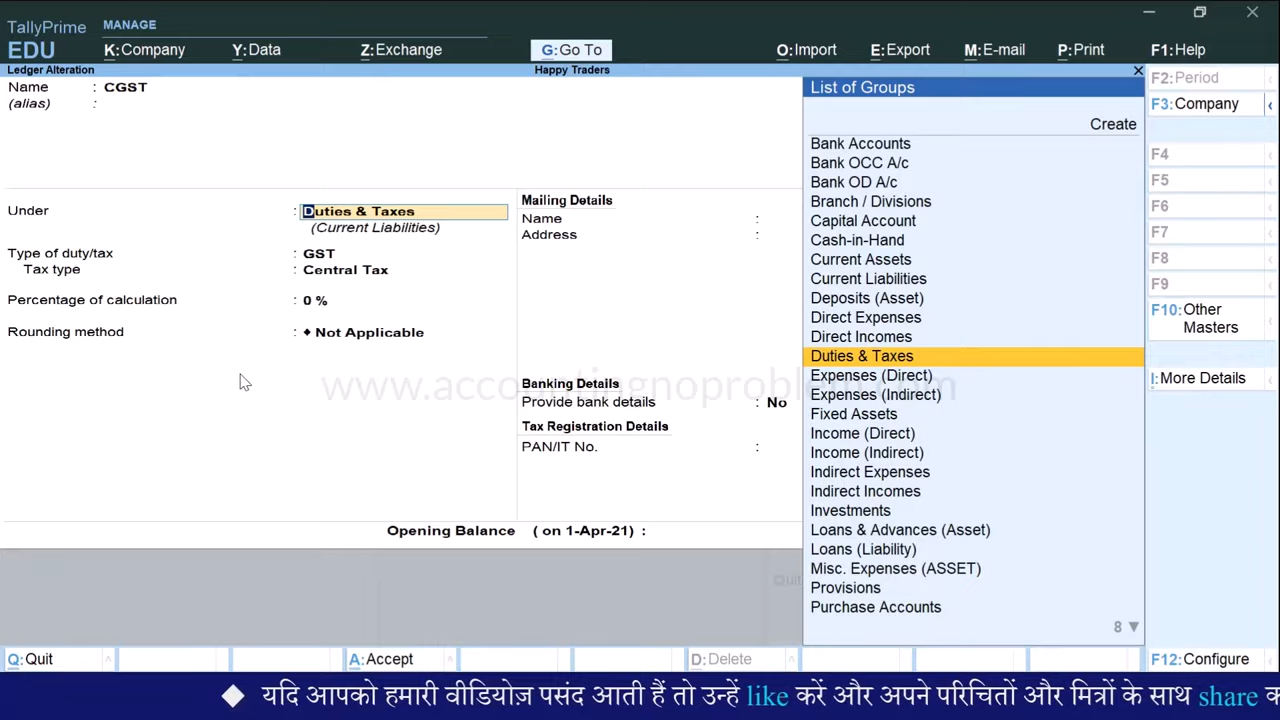 TallyPrime MANAGE
EDU K:Company Y:Data Z:Exchange G:Go To O:Import E:Export M:E-mail P:Print F1:Help
Ledger Alteration Happy Traders
Name : CGST
(alias) :
Under : Duties & Taxes
(Current Liabilities)
Type of duty/tax : GST
Tax type : Central Tax
Percentage of calculation : 0 %
Rounding method : ♦ Not Applicable
Mailing Details
Name :
Address :
Banking Details
Provide bank details : No
Tax Registration Details
PAN/IT No. :
Opening Balance ( on 1-Apr-21) :
Quit
List of Groups
Create
Bank Accounts
Bank OCC A/c
Bank OD A/c
Branch / Divisions
Capital Account
Cash-in-Hand
Current Assets
Current Liabilities
Deposits (Asset)
Direct Expenses
Direct Incomes
Duties & Taxes
Expenses (Direct)
Expenses (Indirect)
Fixed Assets
Income (Direct)
Income (Indirect)
Indirect Expenses
Indirect Incomes
Investments
Loans & Advances (Asset)
Loans (Liability)
Misc. Expenses (ASSET)
Provisions
Purchase Accounts
8 ▼
F2:Period
F3:Company
F4
F5
F6
F7
F8
F9
F10:Other
Masters
I:More Details
www.accountingnoproblem.com
Q:Quit A:Accept D:Delete F12:Configure
◆ यदि आपको हमारी वीडियोज़ पसंद आती हैं तो उन्हें like करें और अपने परिचितों और मित्रों के साथ share